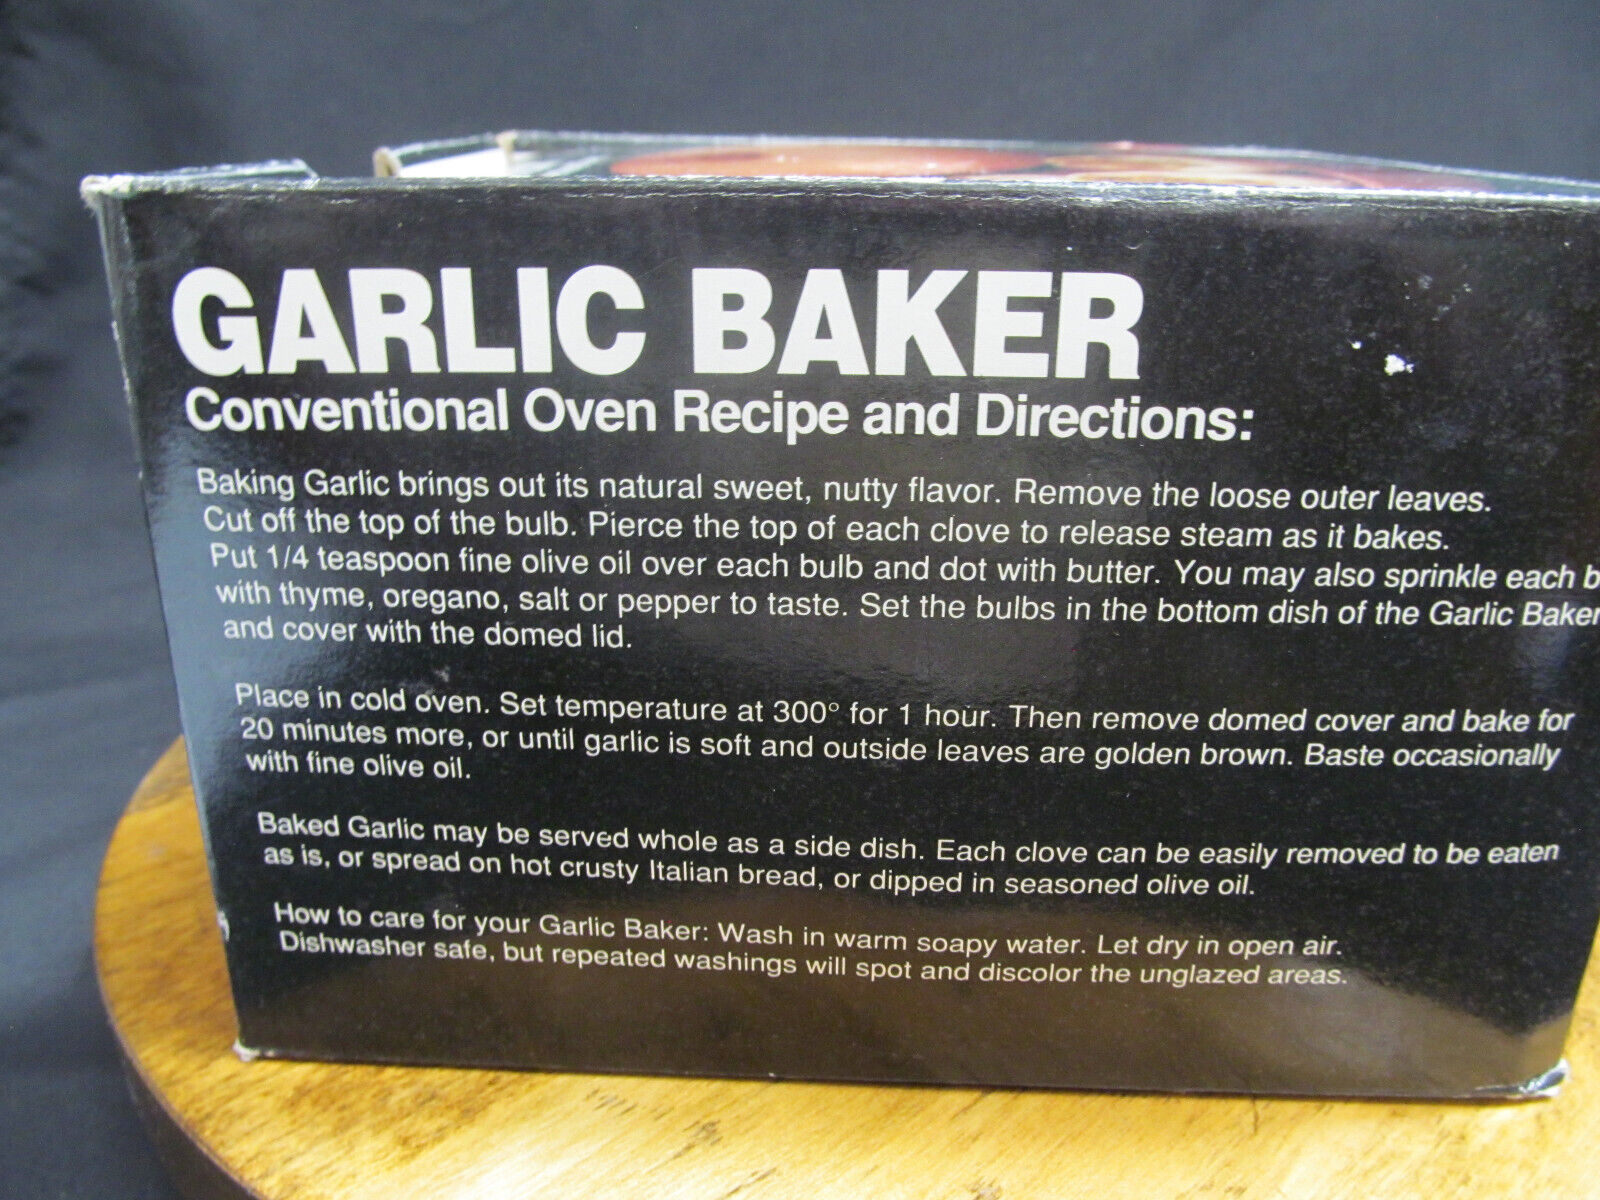 GARLIC BAKER
Conventional Oven Recipe and Directions:
Baking Garlic brings out its natural sweet, nutty flavor. Remove the loose outer leaves.
Cut off the top of the bulb. Pierce the top of each clove to release steam as it bakes.
Put 1/4 teaspoon fine olive oil over each bulb and dot with butter. You may also sprinkle each
with thyme, oregano, salt or pepper to taste. Set the bulbs in the bottom dish of the Garlic Baker
and cover with the domed lid.
Place in cold oven. Set temperature at 300° for 1 hour. Then remove domed cover and bake for
20 minutes more, or until garlic is soft and outside leaves are golden brown. Baste occasionally
with fine olive oil.
Baked Garlic may be served whole as a side dish. Each clove can be easily removed to be eaten
as is, or spread on hot crusty Italian bread, or dipped in seasoned olive oil.
How to care for your Garlic Baker: Wash in warm soapy water. Let dry in open air.
Dishwasher safe, but repeated washings will spot and discolor the unglazed areas.